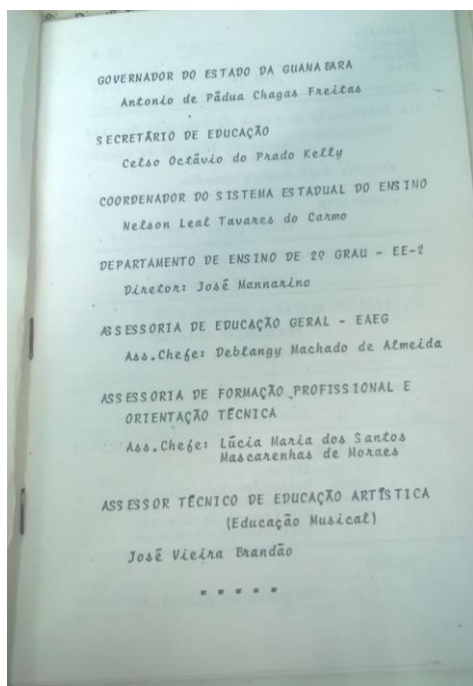 GOVERNADOR DO ESTADO DA GUANABARA
Antonio de Pãdua Chagas Freitas
SECRETÁRIO DE EDUCAÇÃO
Celso Octávio do Prado Kelly
COORDENADOR DO SISTEMA ESTADUAL DO ENSINO
Nelson Leal Tavares do Carmo
DEPARTAMENTO DE ENSINO DE 2º GRAU - EE-2
Diretor: José Mannarino
ASSESSORIA DE EDUCAÇÃO GERAL - EAEG
Ass.Chefe: Deblangy Machado de Almeida
ASSESSORIA DE FORMAÇÃO PROFISSIONAL E
ORIENTAÇÃO TÉCNICA
Ass.Chefe: Lúcia Maria dos Santos
Mascarenhas de Moraes
ASSESSOR TÉCNICO DE EDUCAÇÃO ARTÍSTICA
(Educação Musical)
José Vieira Brandão
* * * * *